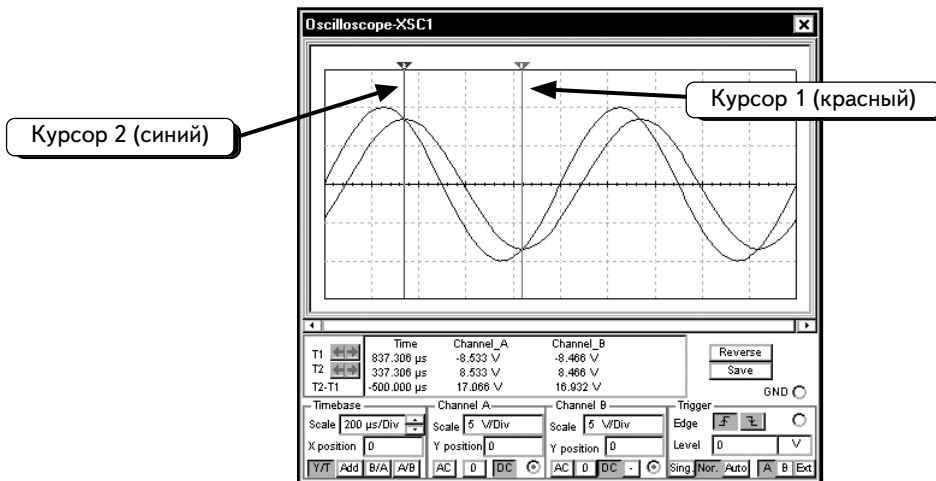 Oscilloscope-XSC1
Курсор 1 (красный)
Курсор 2 (синий)
Time Channel_A Channel_B
T1 837.306 µs -8.533 V -8.466 V
T2 337.306 µs 8.533 V 8.466 V
T2-T1 -500.000 µs 17.066 V 16.932 V
Reverse
Save
GND
Timebase Channel A Channel B Trigger
Scale 200 µs/Div Scale 5 V/Div Scale 5 V/Div Edge
X position 0 Y position 0 Y position 0 Level 0 V
Y/T Add B/A A/B AC 0 DC AC 0 DC - Sing. Nor. Auto A B Ext